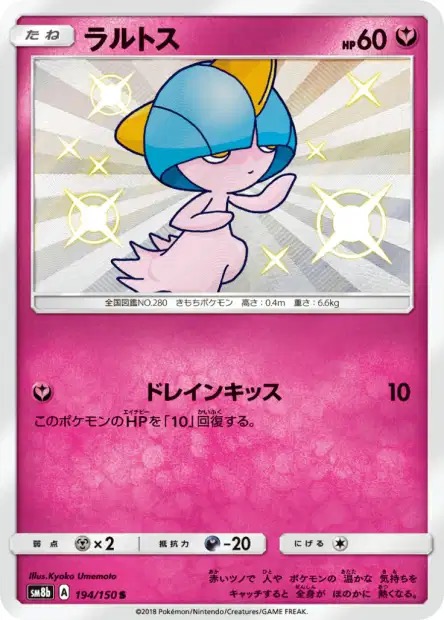 たね ラルトス HP60
全国図鑑NO.280 きもちポケモン 高さ：0.4m 重さ：6.6kg
ドレインキッス 10
このポケモンのHPを「10」回復する。
弱点 ×2 抵抗力 -20 にげる
Illus.Kyoko Umemoto
SM8b A 194/150 S
赤いツノで 人や ポケモンの 温かな 気持ちを
キャッチすると 全身が ほのかに 熱くなる。
©2018 Pokémon/Nintendo/Creatures/GAME FREAK.